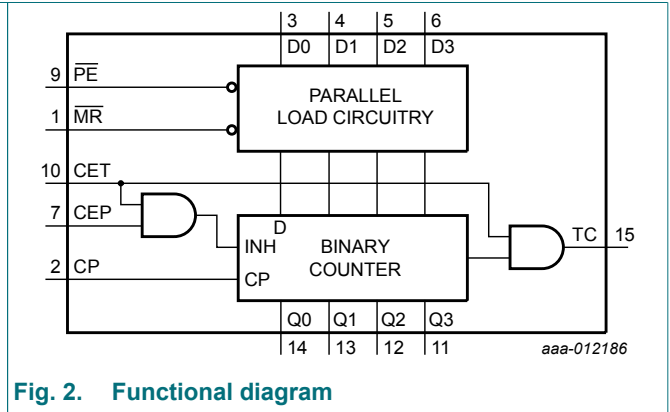 3 4 5 6
D0 D1 D2 D3
9 P̅E̅
PARALLEL
LOAD CIRCUITRY
1 M̅R̅
10 CET
7 CEP
D
INH
BINARY
COUNTER
TC 15
2 CP
CP
Q0 Q1 Q2 Q3
14 13 12 11
aaa-012186
Fig. 2. Functional diagram